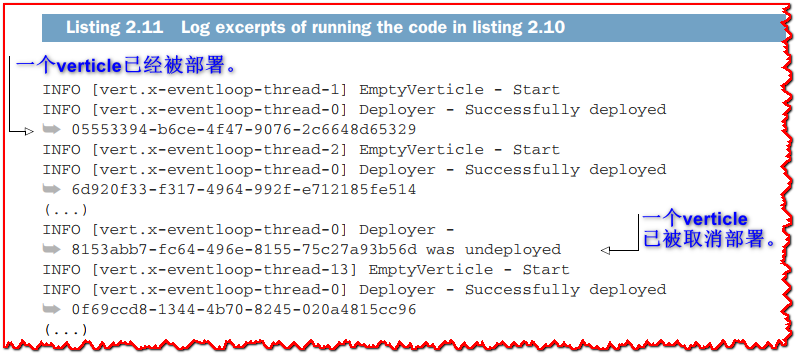 Listing 2.11 Log excerpts of running the code in listing 2.10
一个verticle已经被部署。
INFO [vert.x-eventloop-thread-1] EmptyVerticle - Start
INFO [vert.x-eventloop-thread-0] Deployer - Successfully deployed
➥ 05553394-b6ce-4f47-9076-2c6648d65329
INFO [vert.x-eventloop-thread-2] EmptyVerticle - Start
INFO [vert.x-eventloop-thread-0] Deployer - Successfully deployed
➥ 6d920f33-f317-4964-992f-e712185fe514
(...)
INFO [vert.x-eventloop-thread-0] Deployer -
➥ 8153abb7-fc64-496e-8155-75c27a93b56d was undeployed
一个verticle
已被取消部署。
INFO [vert.x-eventloop-thread-13] EmptyVerticle - Start
INFO [vert.x-eventloop-thread-0] Deployer - Successfully deployed
➥ 0f69ccd8-1344-4b70-8245-020a4815cc96
(...)